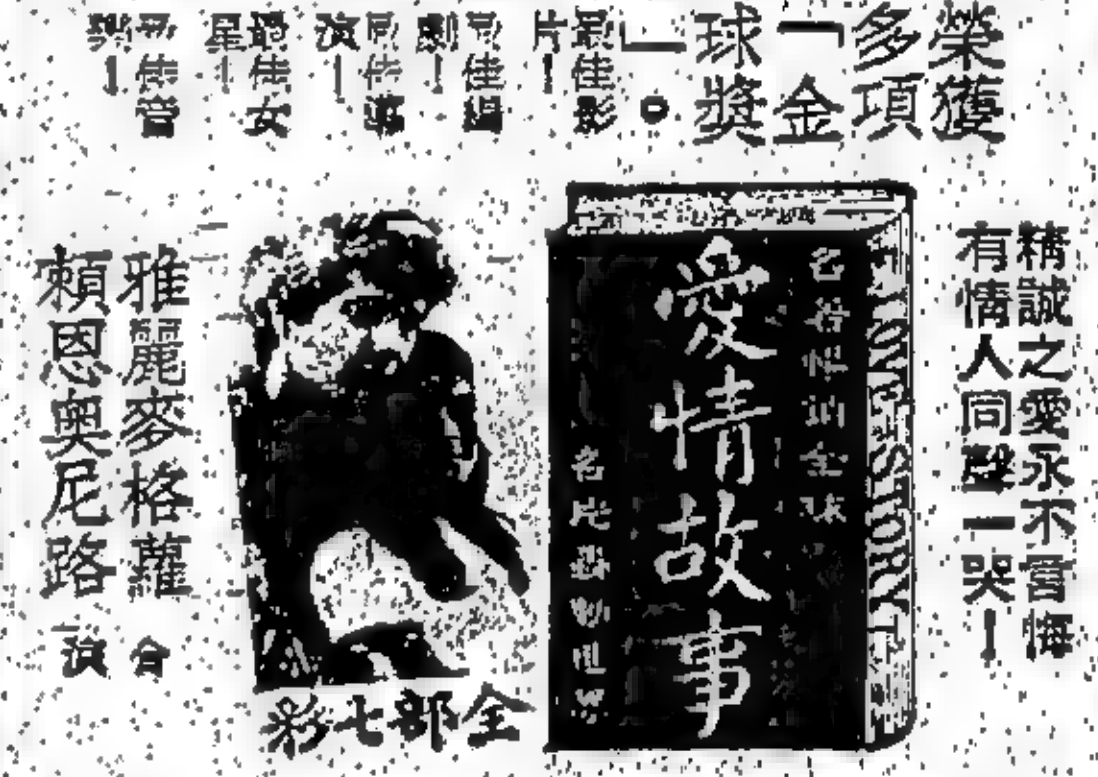 榮獲
多項
「金
球獎
」。
最佳影
片！
最佳編
劇！
最佳導
演！
最佳女
星！
最佳音
樂！
精誠之愛永不言悔
有情人同聲一哭！
LOVE STORY
愛情故事
雅麗麥格蘿 合
賴恩奧尼路 演
全部七彩